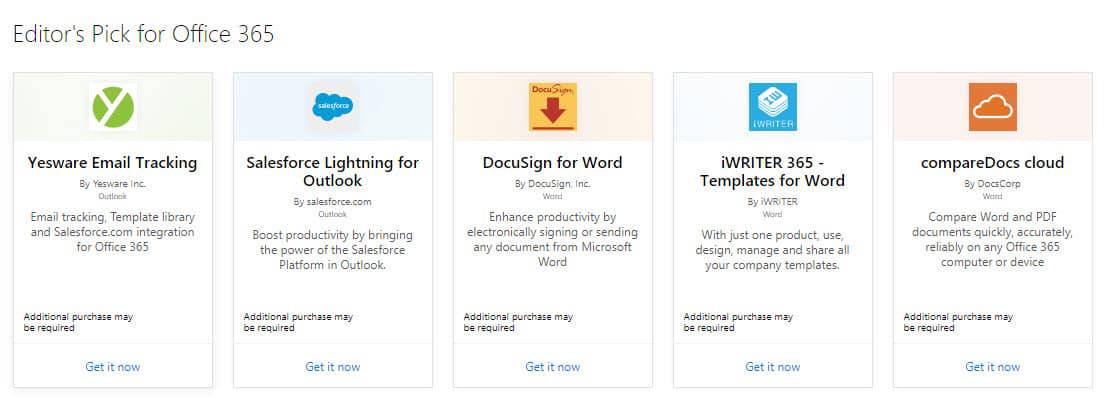 Editor's Pick for Office 365
Yesware Email Tracking
By Yesware Inc.
Outlook
Email tracking, Template library
and Salesforce.com integration
for Office 365
Additional purchase may
be required
Get it now
salesforce
Salesforce Lightning for
Outlook
By salesforce.com
Outlook
Boost productivity by bringing
the power of the Salesforce
Platform in Outlook.
Additional purchase may
be required
Get it now
DocuSign
DocuSign for Word
By DocuSign, Inc.
Word
Enhance productivity by
electronically signing or sending
any document from Microsoft
Word
Additional purchase may
be required
Get it now
iWRITER
iWRITER 365 -
Templates for Word
By iWRITER
Word
With just one product, use,
design, manage and share all
your company templates.
Additional purchase may
be required
Get it now
compareDocs cloud
By DocsCorp
Word
Compare Word and PDF
documents quickly, accurately,
reliably on any Office 365
computer or device
Additional purchase may
be required
Get it now